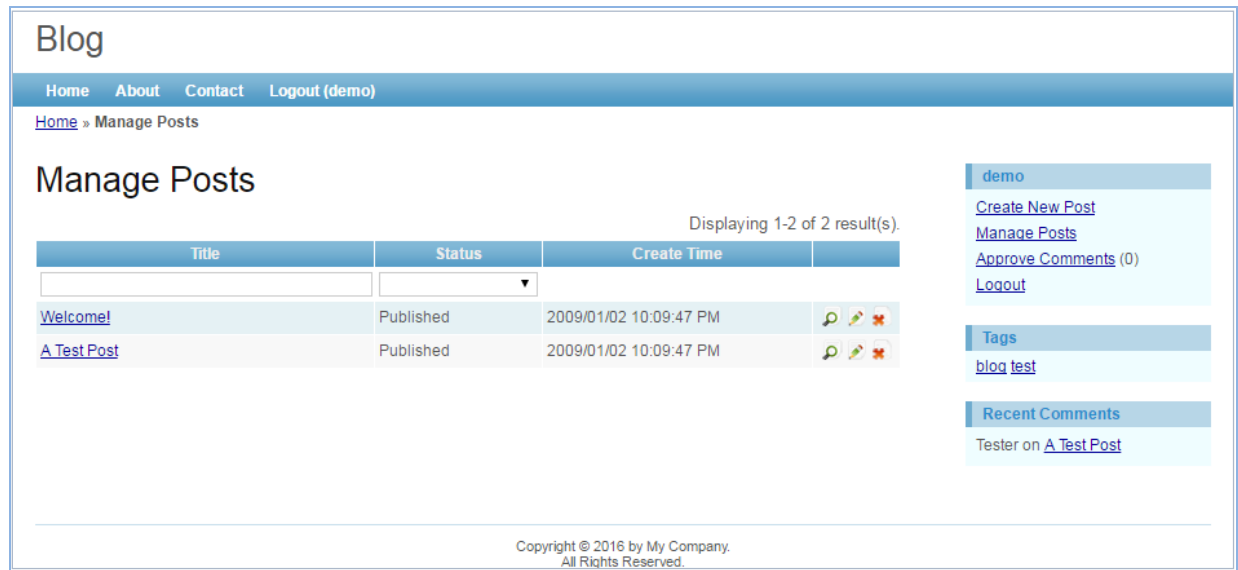 Blog
Home About Contact Logout (demo)
Home » Manage Posts
Manage Posts
Displaying 1-2 of 2 result(s).
Title Status Create Time
Welcome! Published 2009/01/02 10:09:47 PM
A Test Post Published 2009/01/02 10:09:47 PM
demo
Create New Post
Manage Posts
Approve Comments (0)
Logout
Tags
blog test
Recent Comments
Tester on A Test Post
Copyright © 2016 by My Company.
All Rights Reserved.